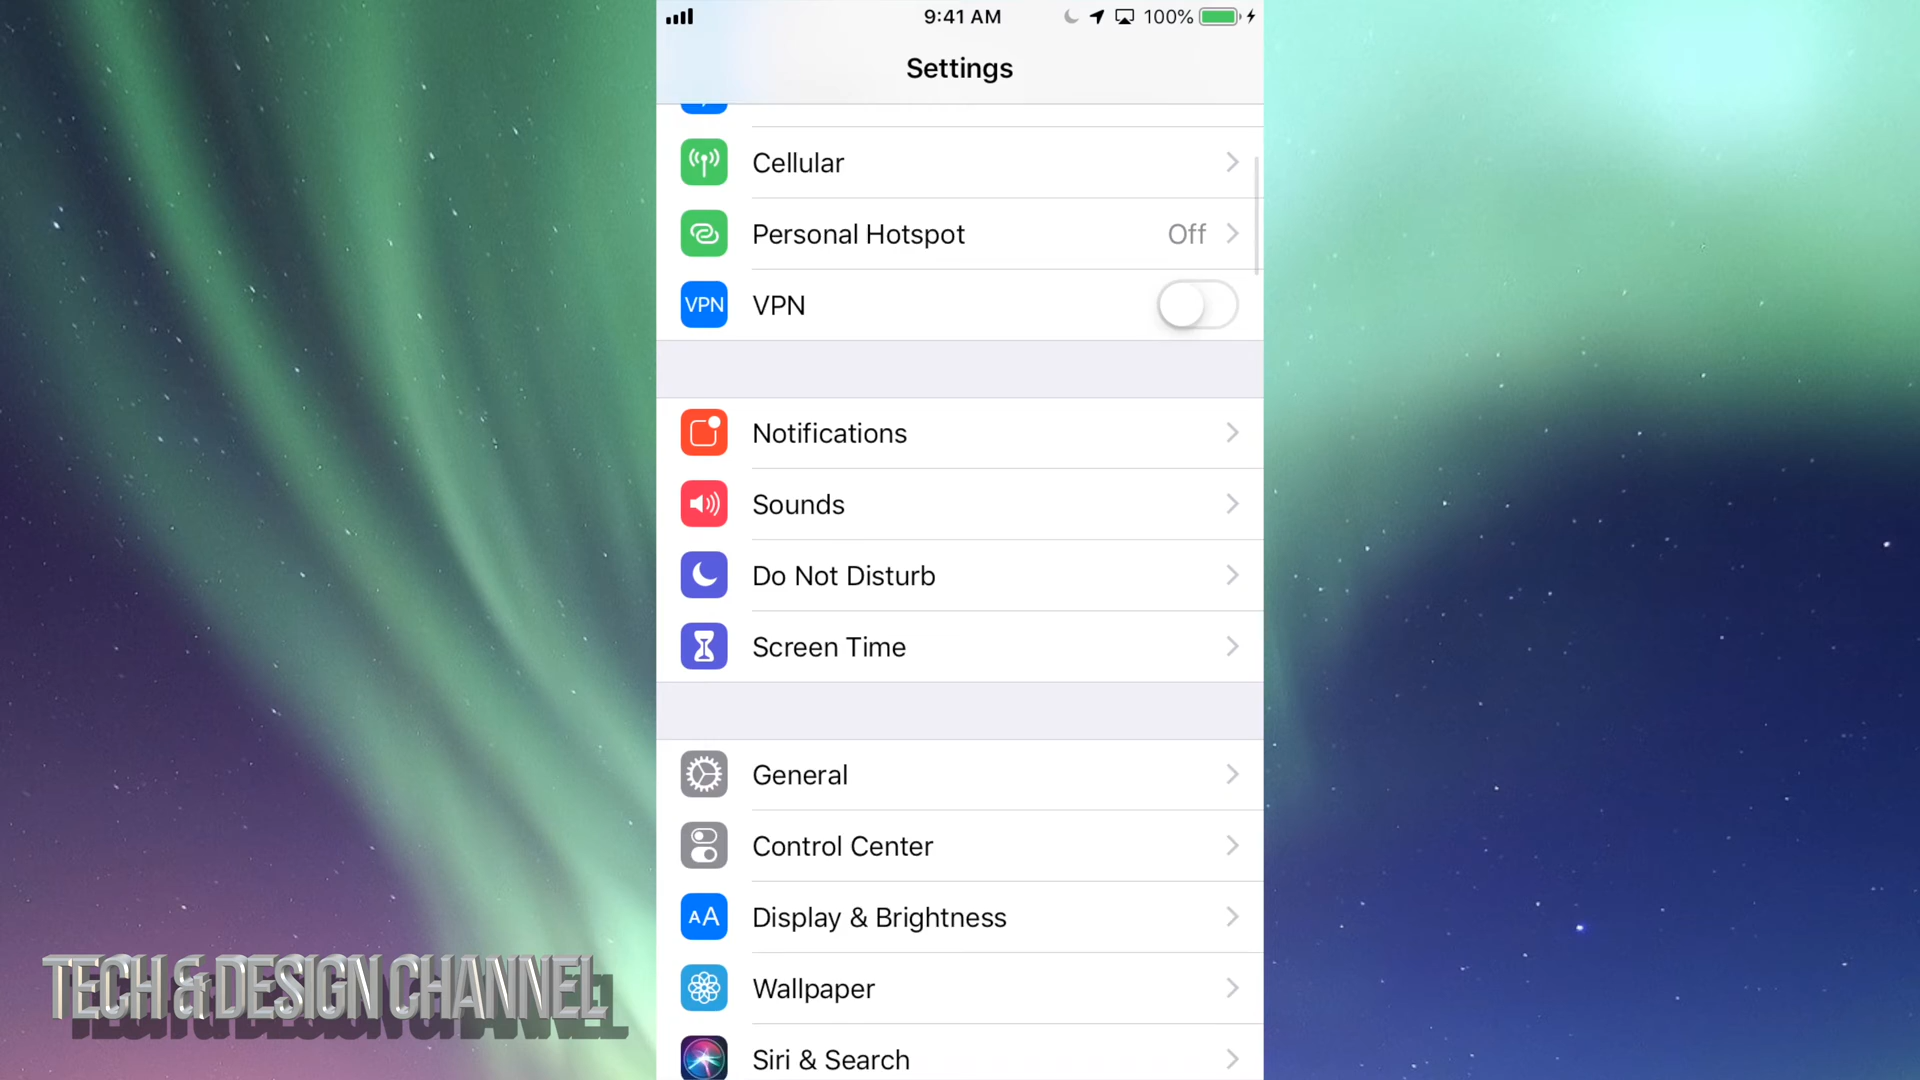 9:41 AM
100%
Settings
Cellular
Personal Hotspot Off
VPN VPN
Notifications
Sounds
Do Not Disturb
Screen Time
General
Control Center
AA Display & Brightness
Wallpaper
Siri & Search
TECH & DESIGN CHANNEL